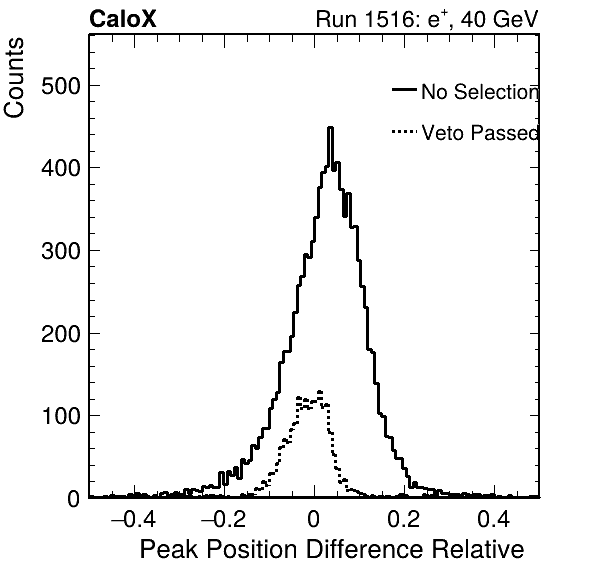 CaloX Run 1516: e⁺, 40 GeV
Counts
500
400
300
200
100
0
No Selection
Veto Passed
−0.4 −0.2 0 0.2 0.4
Peak Position Difference Relative